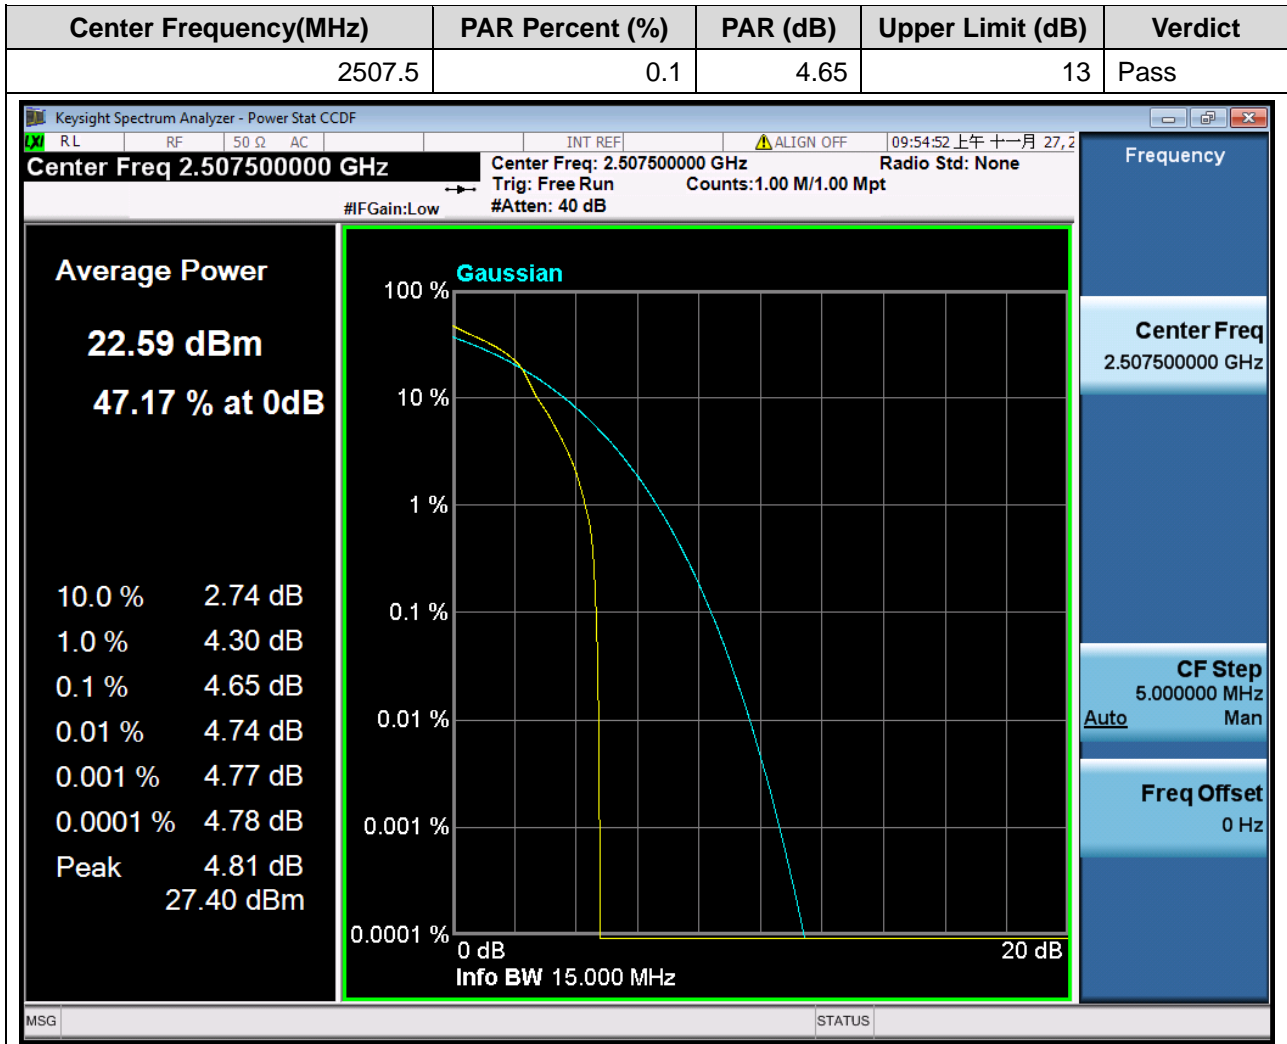 Center Frequency(MHz) PAR Percent (%) PAR (dB) Upper Limit (dB) Verdict
2507.5 0.1 4.65 13 Pass
Keysight Spectrum Analyzer - Power Stat CCDF
LXI RL RF 50 Ω AC INT REF ALIGN OFF 09:54:52 上午 十一月 27, 2
Center Freq 2.507500000 GHz
#IFGain:Low
Center Freq: 2.507500000 GHz Radio Std: None
Trig: Free Run Counts:1.00 M/1.00 Mpt
#Atten: 40 dB
Average Power
22.59 dBm
47.17 % at 0dB
10.0 % 2.74 dB
1.0 % 4.30 dB
0.1 % 4.65 dB
0.01 % 4.74 dB
0.001 % 4.77 dB
0.0001 % 4.78 dB
Peak 4.81 dB
27.40 dBm
Gaussian
100 %
10 %
1 %
0.1 %
0.01 %
0.001 %
0.0001 %
0 dB 20 dB
Info BW 15.000 MHz
Frequency
Center Freq
2.507500000 GHz
CF Step
5.000000 MHz
Auto Man
Freq Offset
0 Hz
MSG STATUS